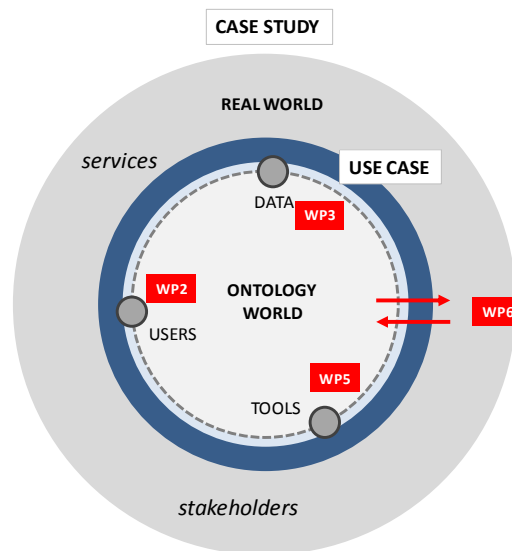 CASE STUDY
REAL WORLD
services
USE CASE
DATA
WP3
WP2
ONTOLOGY
WORLD
WP6
USERS
WP5
TOOLS
stakeholders